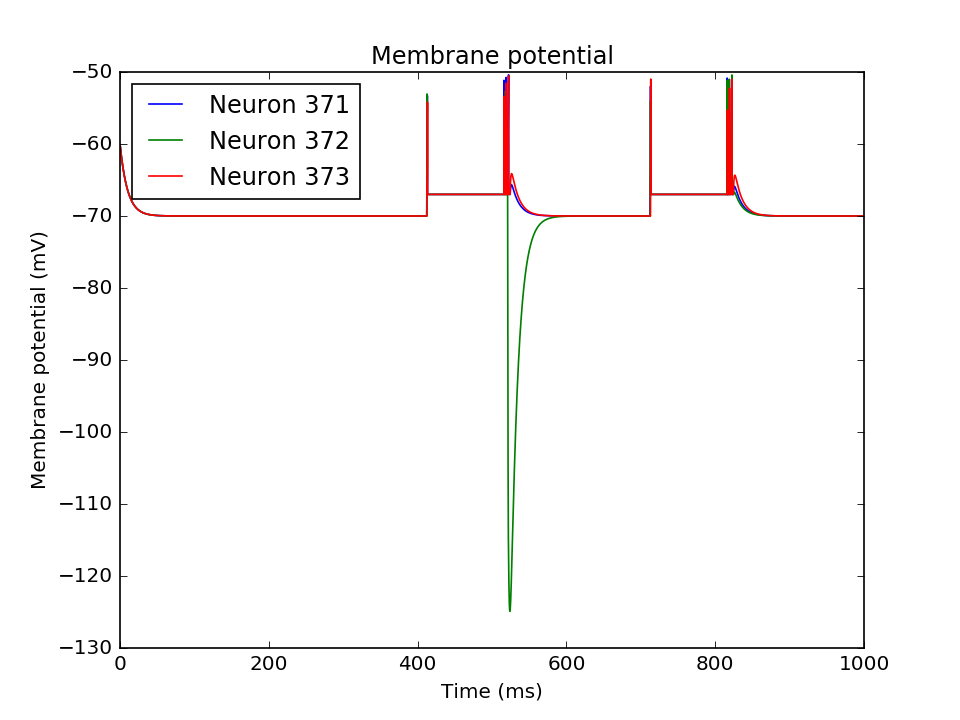 Membrane potential
−50
−60
−70
−80
−90
−100
−110
−120
−130
Membrane potential (mV)
Neuron 371
Neuron 372
Neuron 373
0 200 400 600 800 1000
Time (ms)